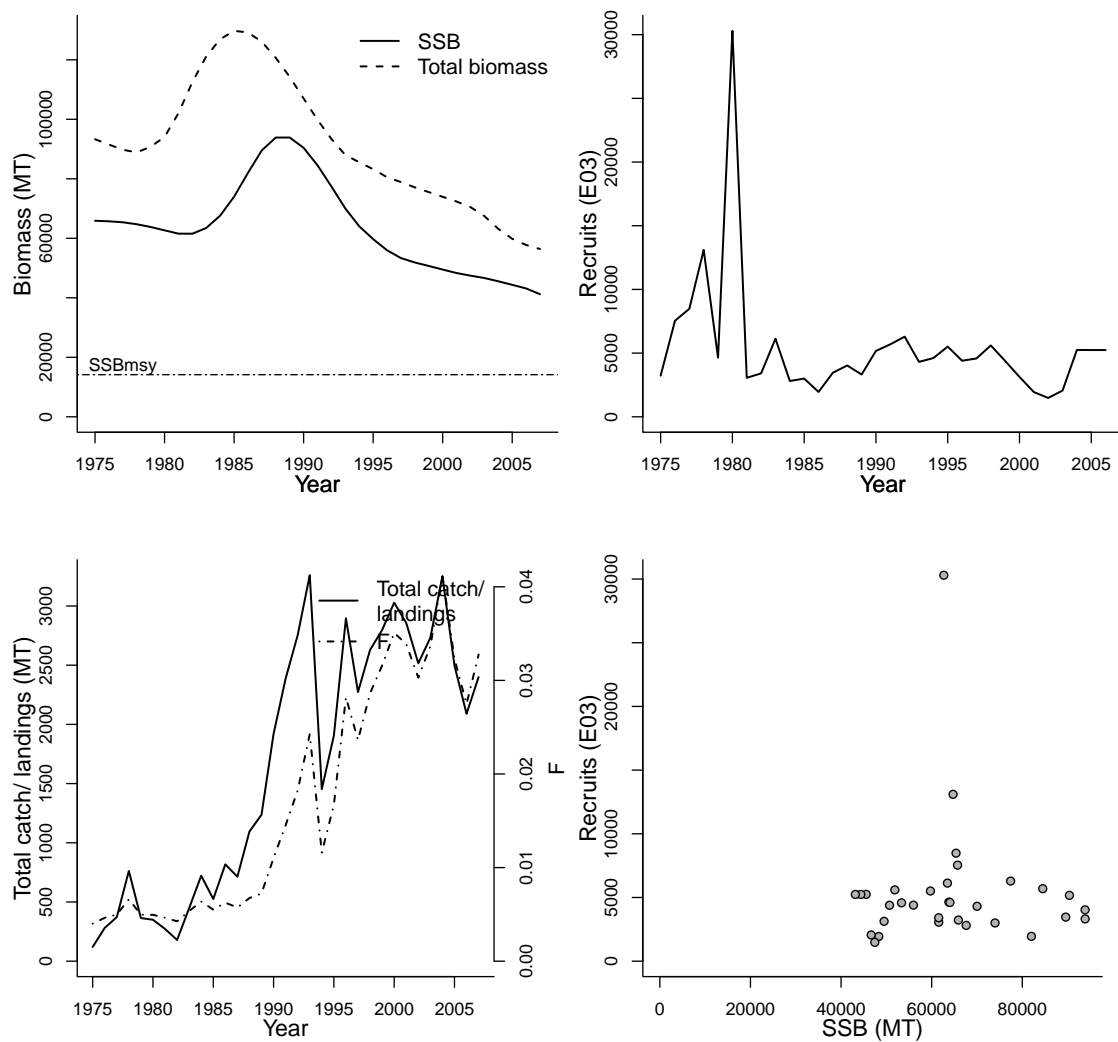 SSB
Total biomass
Biomass (MT)
0
20000
60000
100000
SSBmsy
1975 1980 1985 1990 1995 2000 2005
Year
Recruits (E03)
0
5000
10000
20000
30000
1975 1980 1985 1990 1995 2000 2005
Year
Total catch/
landings
F
Total catch/ landings (MT)
0
500
1000
1500
2000
2500
3000
0.00
0.01
0.02
0.03
0.04
F
1975 1980 1985 1990 1995 2000 2005
Year
Recruits (E03)
0
5000
10000
20000
30000
0 20000 40000 60000 80000
SSB (MT)